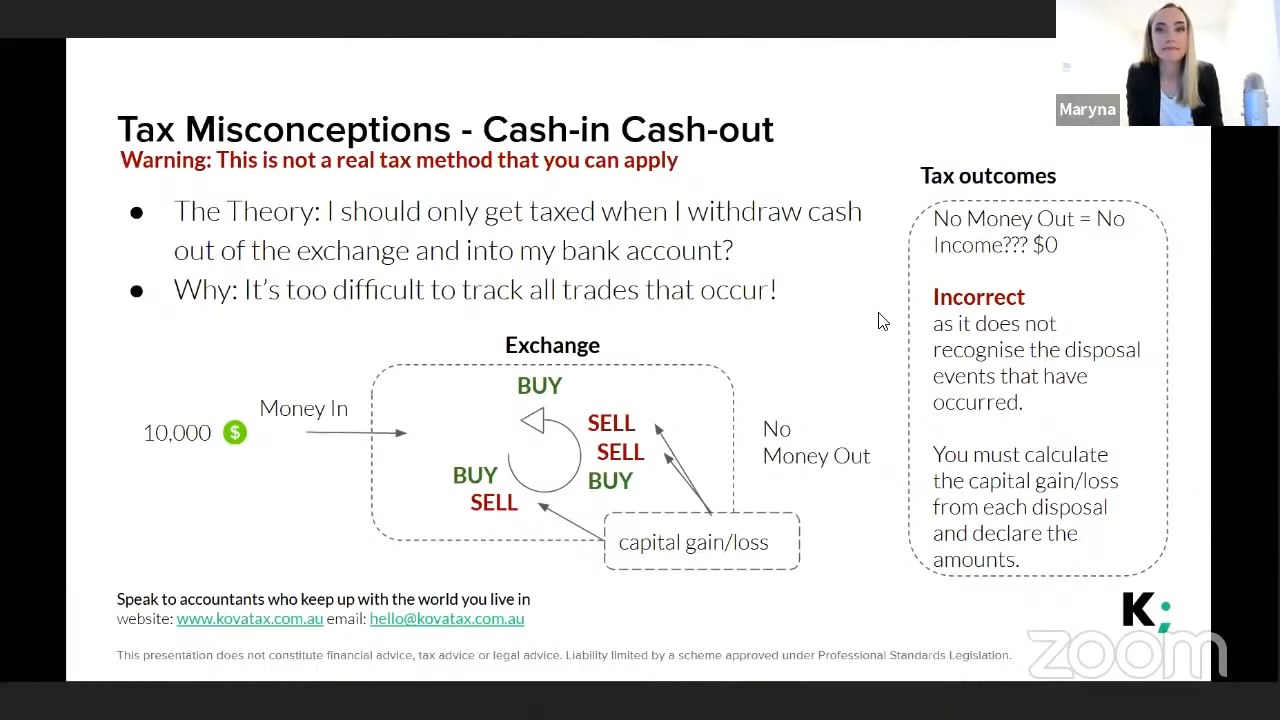 Maryna
Tax Misconceptions - Cash-in Cash-out
Warning: This is not a real tax method that you can apply
● The Theory: I should only get taxed when I withdraw cash
out of the exchange and into my bank account?
● Why: It's too difficult to track all trades that occur!
Exchange
BUY
Money In
10,000 $
SELL
SELL
BUY
BUY
SELL
No
Money Out
capital gain/loss
Tax outcomes
No Money Out = No
Income??? $0
Incorrect
as it does not
recognise the disposal
events that have
occurred.
You must calculate
the capital gain/loss
from each disposal
and declare the
amounts.
Speak to accountants who keep up with the world you live in
website: www.kovatax.com.au email: hello@kovatax.com.au
K;
This presentation does not constitute financial advice, tax advice or legal advice. Liability limited by a scheme approved under Professional Standards Legislation.
zoom